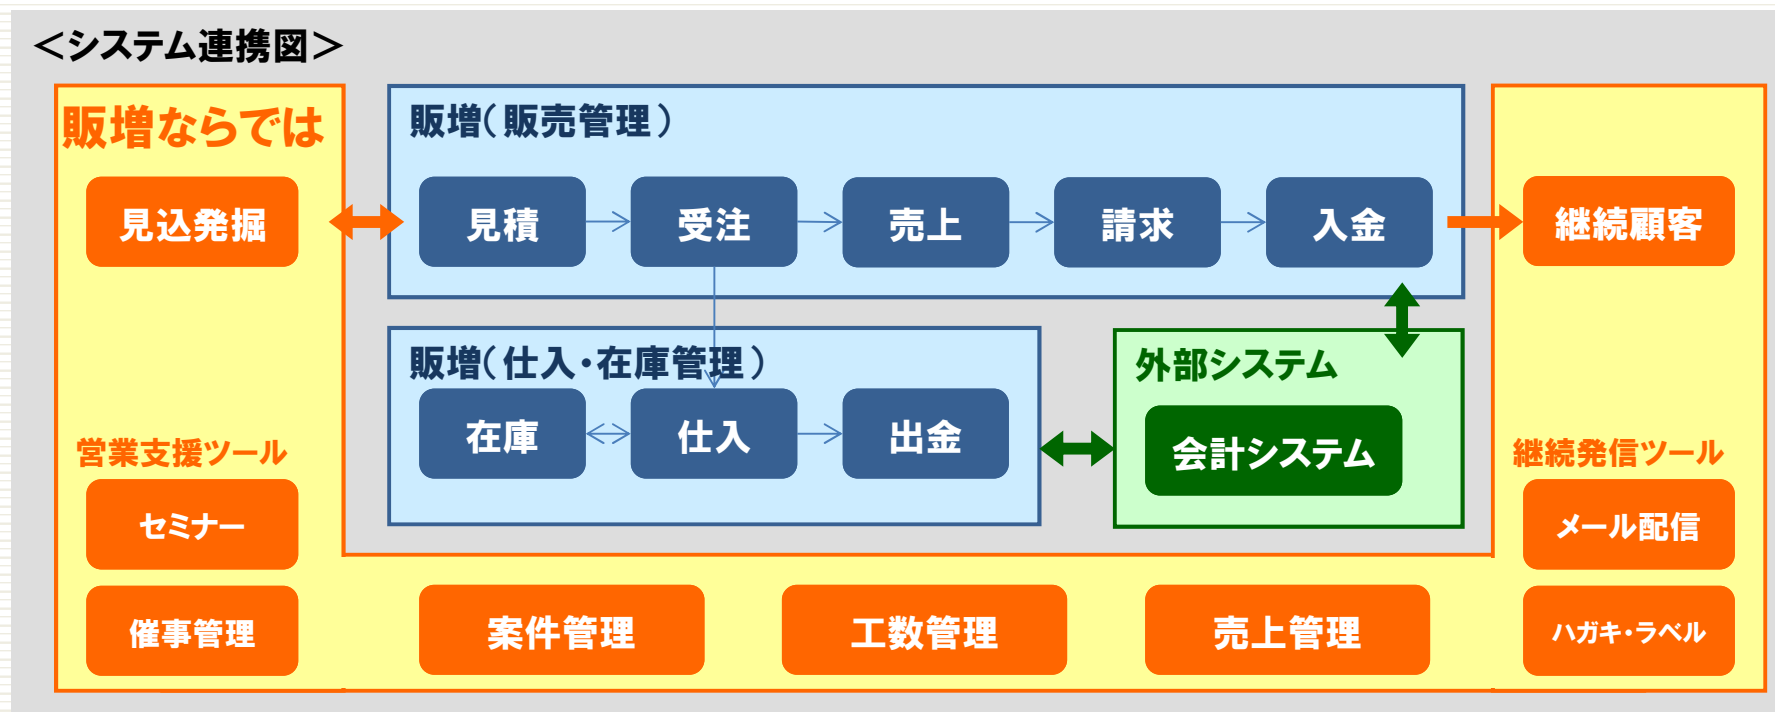 ＜システム連携図＞
販増ならでは
見込発掘
営業支援ツール
セミナー
催事管理
販増（販売管理）
見積
受注
売上
請求
入金
販増（仕入・在庫管理）
在庫
仕入
出金
外部システム
会計システム
案件管理
工数管理
売上管理
継続顧客
継続発信ツール
メール配信
ハガキ・ラベル